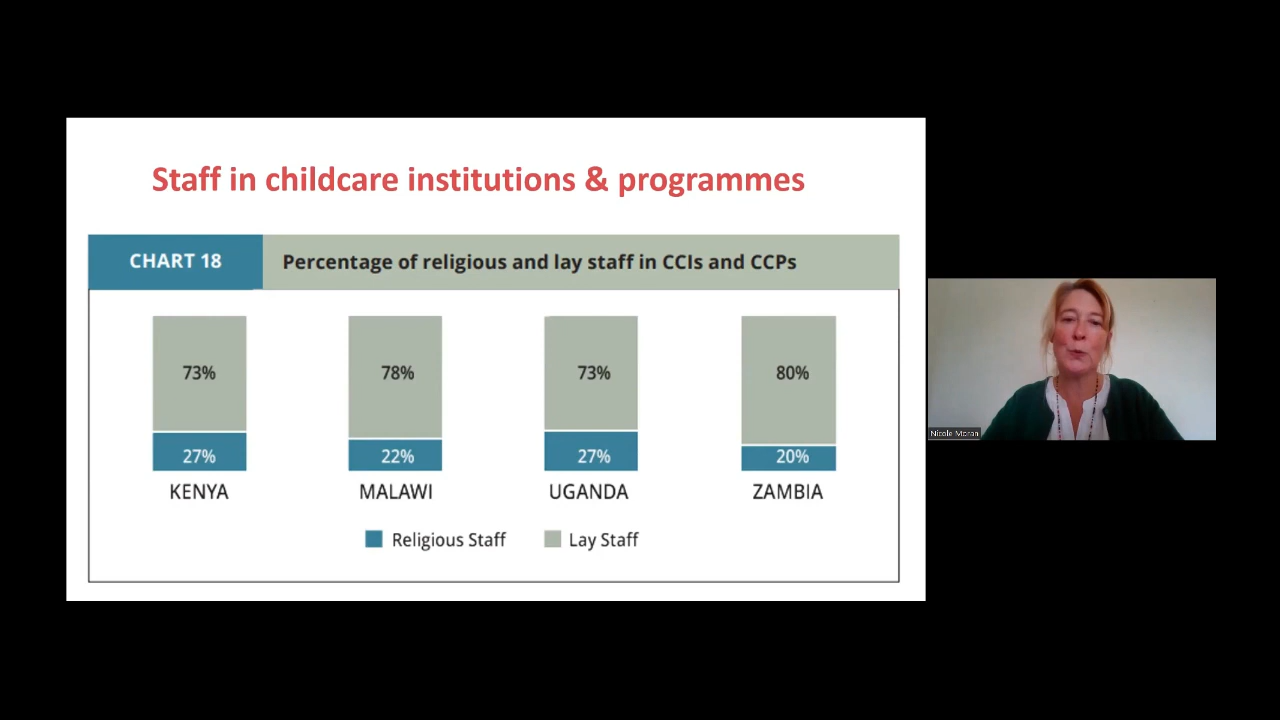 Staff in childcare institutions & programmes
CHART 18
Percentage of religious and lay staff in CCIs and CCPs
73%
78%
73%
80%
27%
22%
27%
20%
KENYA
MALAWI
UGANDA
ZAMBIA
Religious Staff
Lay Staff
Nicole Moran